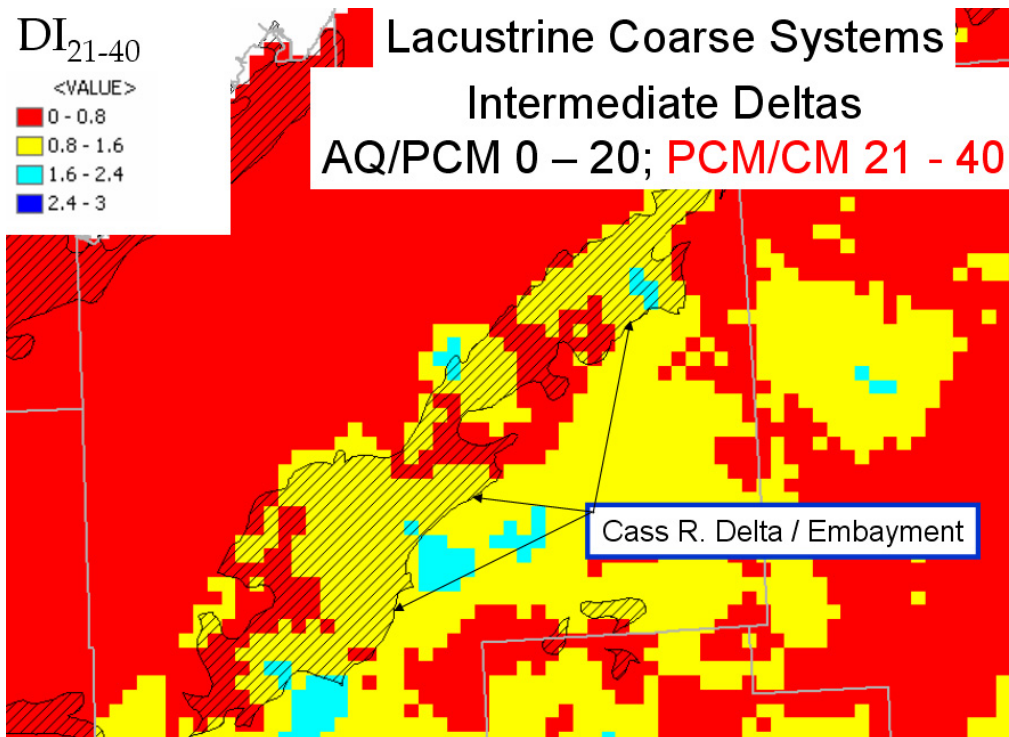 DI21-40
<VALUE>
0 - 0.8
0.8 - 1.6
1.6 - 2.4
2.4 - 3
Lacustrine Coarse Systems
Intermediate Deltas
AQ/PCM 0 – 20; PCM/CM 21 - 40
Cass R. Delta / Embayment